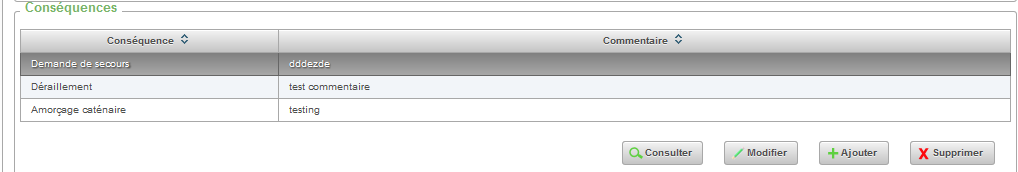 Conséquences
Conséquence Commentaire
Demande de secours dddezde
Déraillement test commentaire
Amorçage caténaire testing
Consulter Modifier Ajouter Supprimer